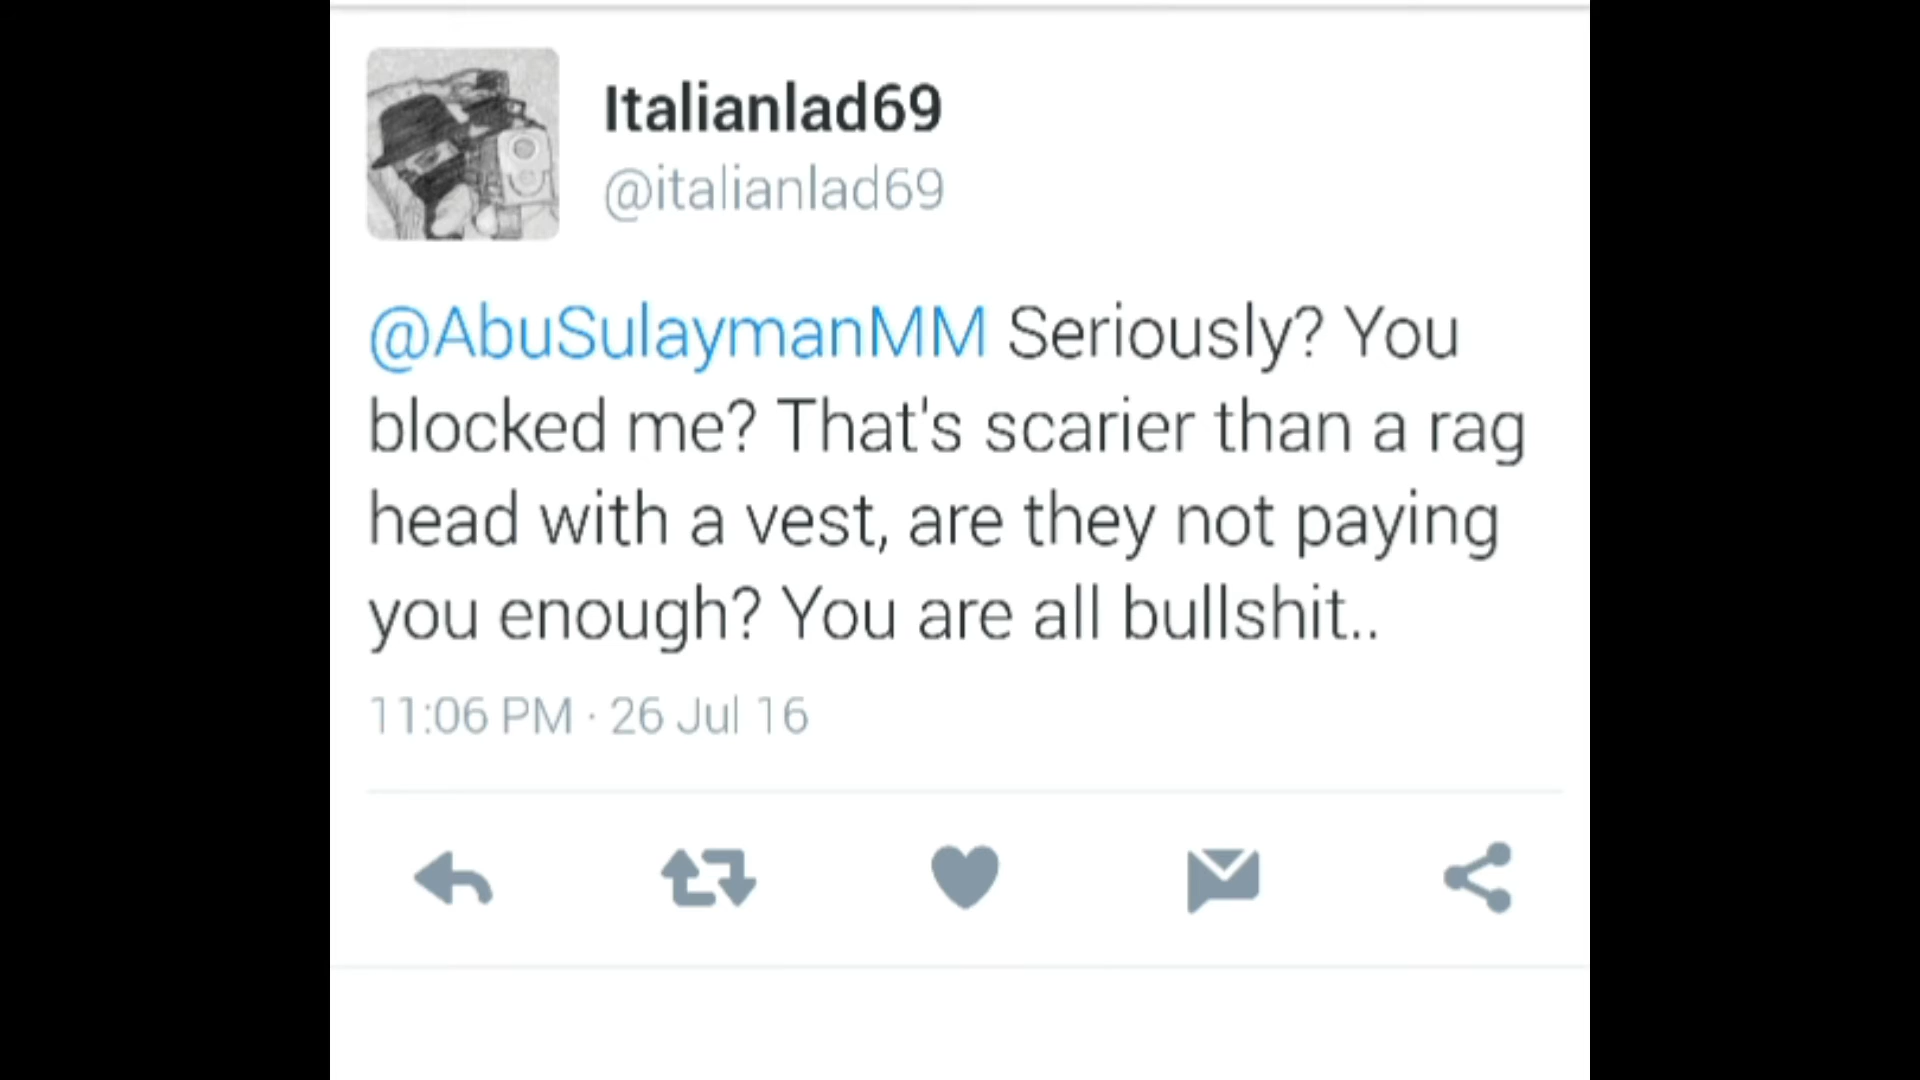 Italianlad69
@italianlad69
@AbuSulaymanMM Seriously? You
blocked me? That's scarier than a rag
head with a vest, are they not paying
you enough? You are all bullshit..
11:06 PM · 26 Jul 16